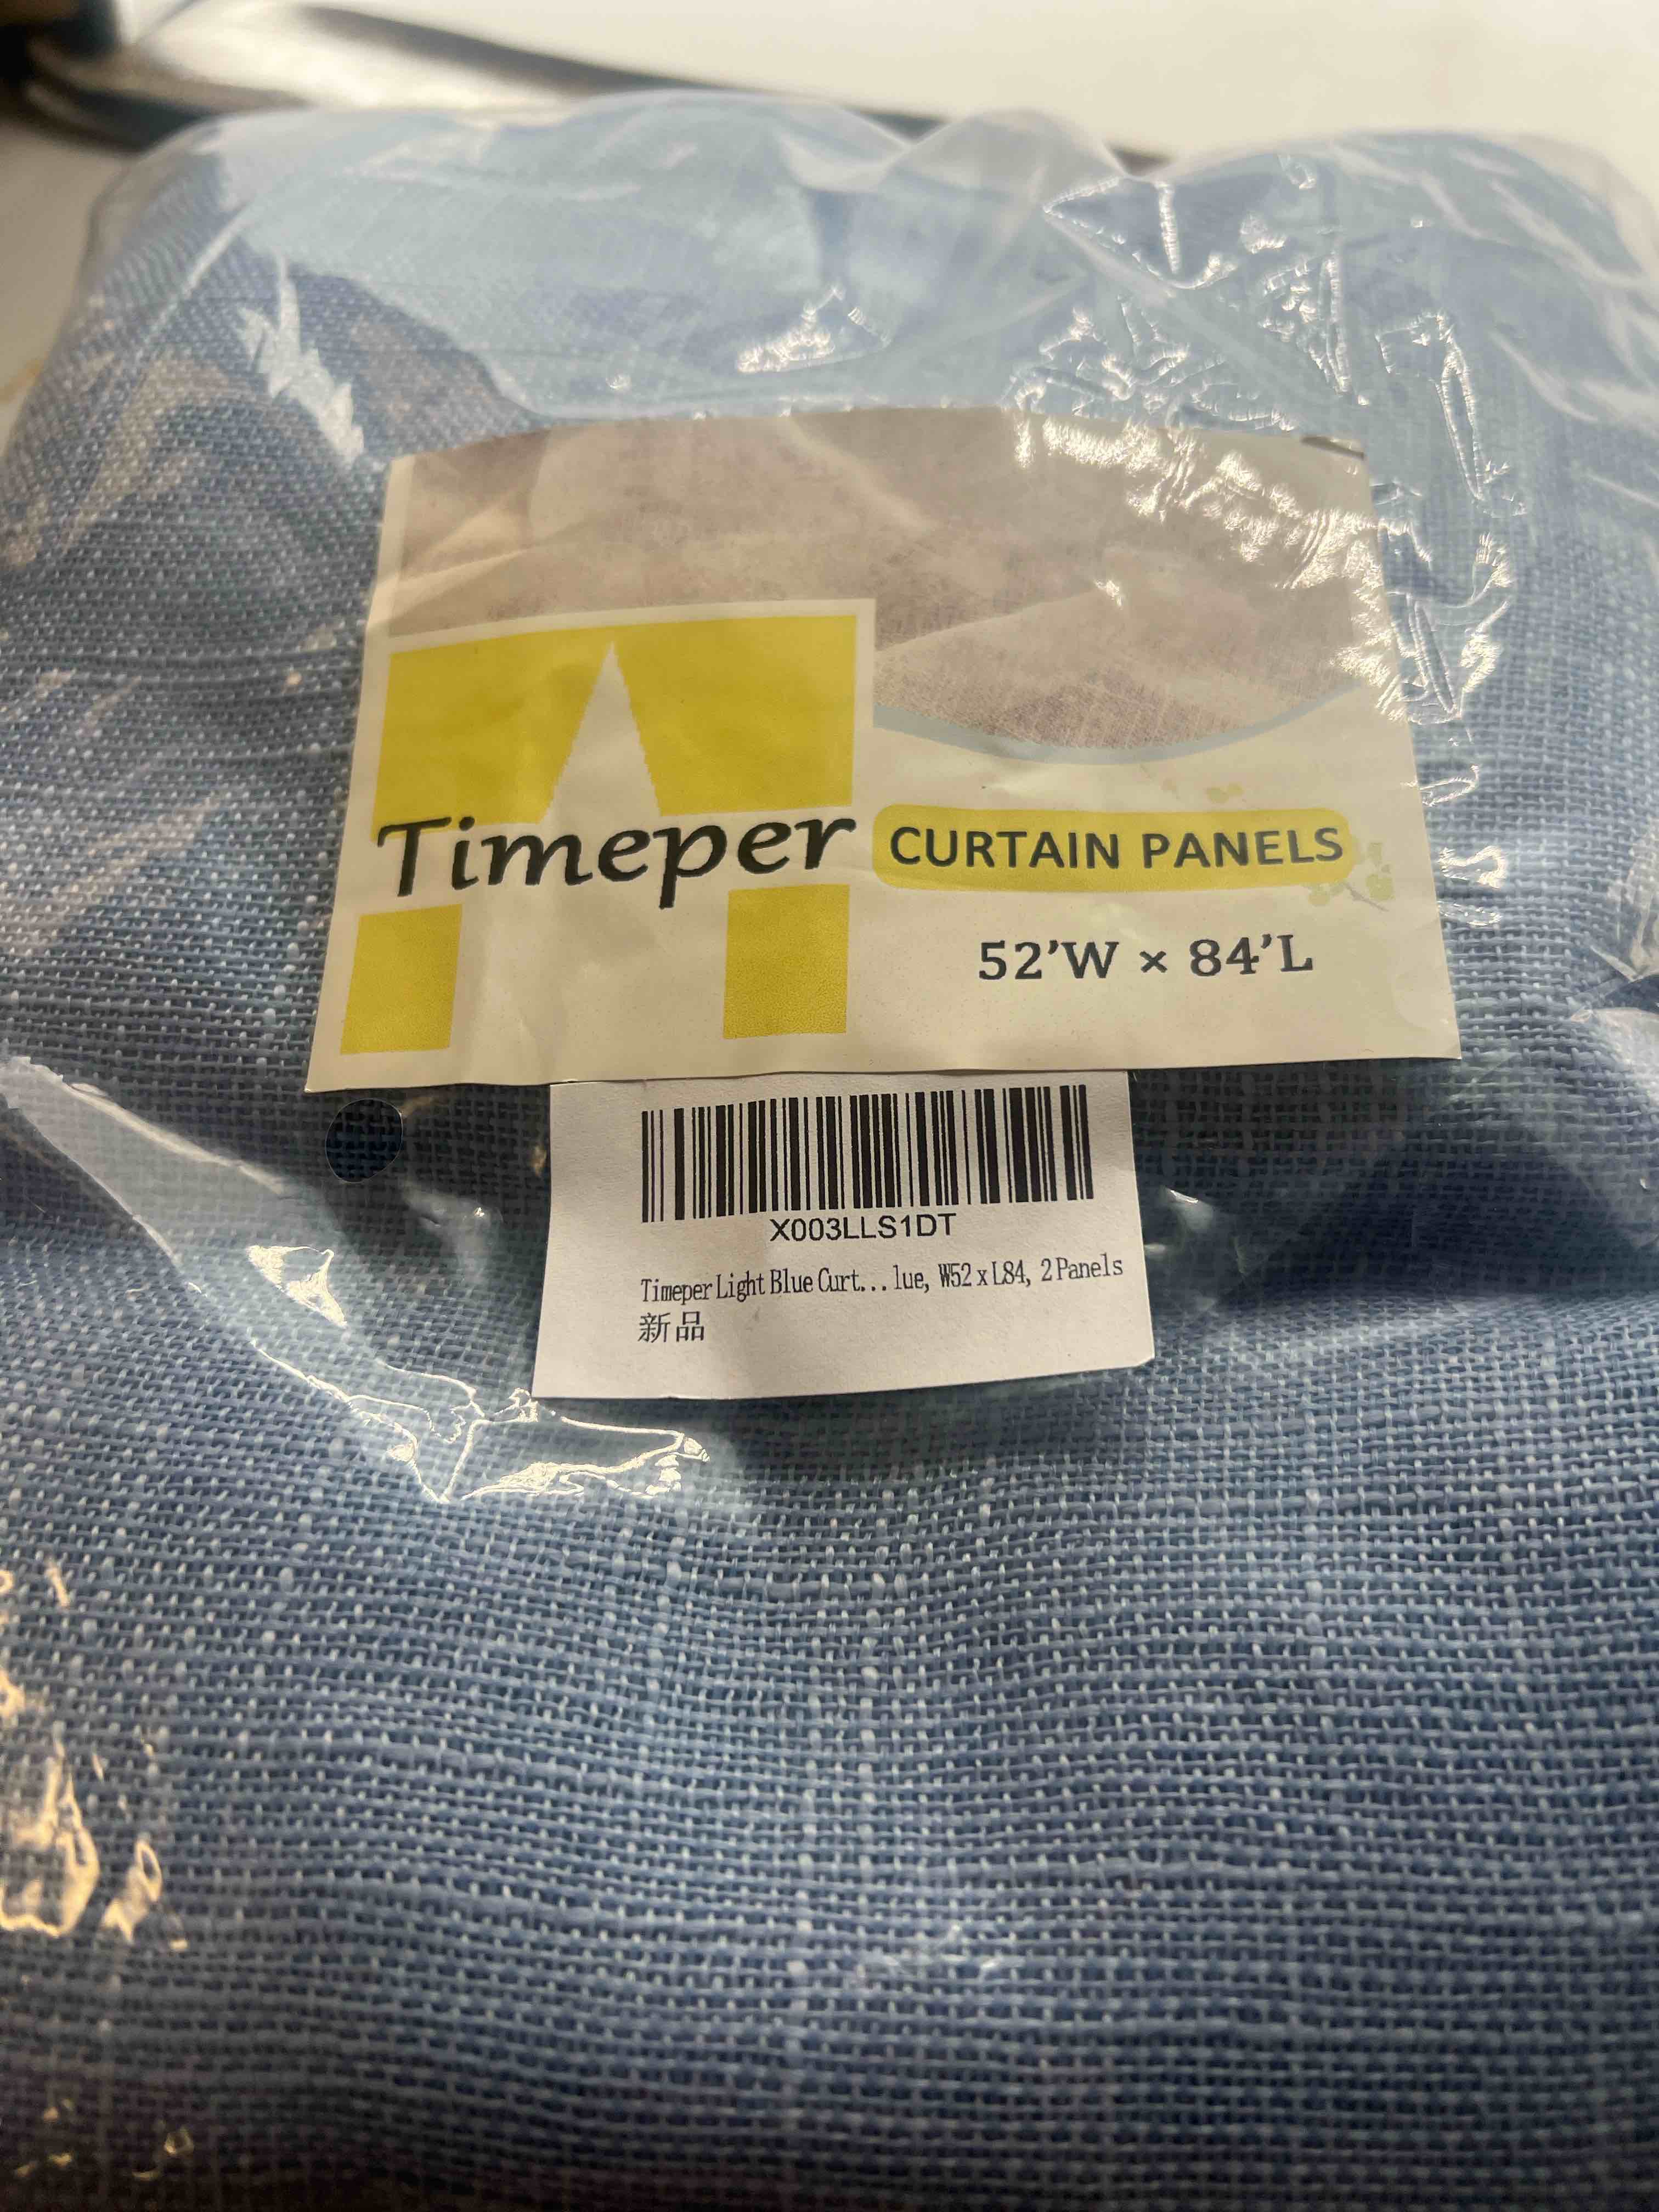 Timeper
CURTAIN PANELS
52'W × 84'L
X003LLS1DT
Timeper Light Blue Curt... lue, W52 x L84, 2 Panels
新品